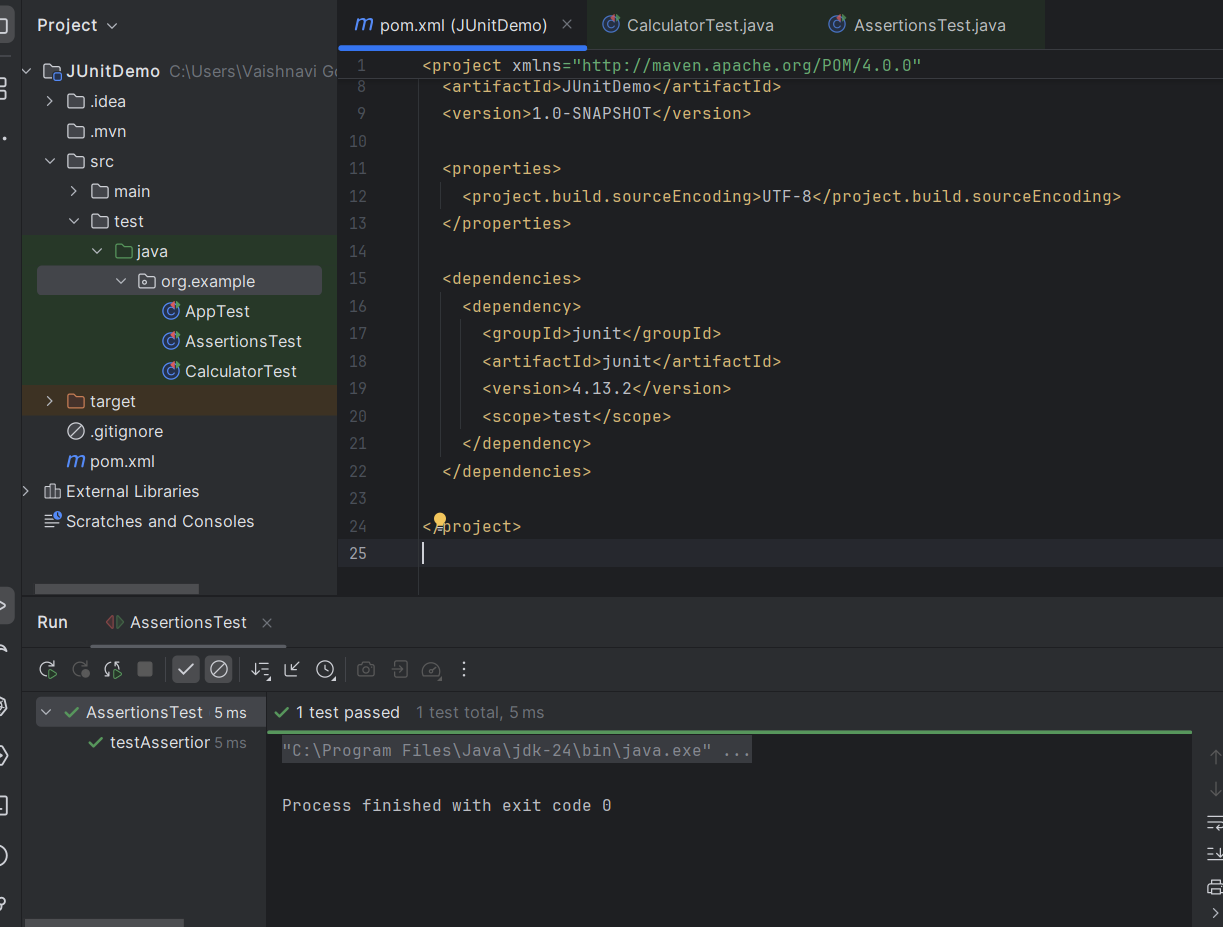 Project
JUnitDemo C:\Users\Vaishnavi Go
.idea
.mvn
src
main
test
java
org.example
AppTest
AssertionsTest
CalculatorTest
target
.gitignore
pom.xml
External Libraries
Scratches and Consoles
pom.xml (JUnitDemo)
CalculatorTest.java
AssertionsTest.java
1 <project xmlns="http://maven.apache.org/POM/4.0.0"
8 <artifactId>JUnitDemo</artifactId>
9 <version>1.0-SNAPSHOT</version>
10
11 <properties>
12 <project.build.sourceEncoding>UTF-8</project.build.sourceEncoding>
13 </properties>
14
15 <dependencies>
16 <dependency>
17 <groupId>junit</groupId>
18 <artifactId>junit</artifactId>
19 <version>4.13.2</version>
20 <scope>test</scope>
21 </dependency>
22 </dependencies>
23
24 </project>
25
Run AssertionsTest
AssertionsTest 5 ms
testAssertior 5 ms
1 test passed 1 test total, 5 ms
"C:\Program Files\Java\jdk-24\bin\java.exe" ...
Process finished with exit code 0